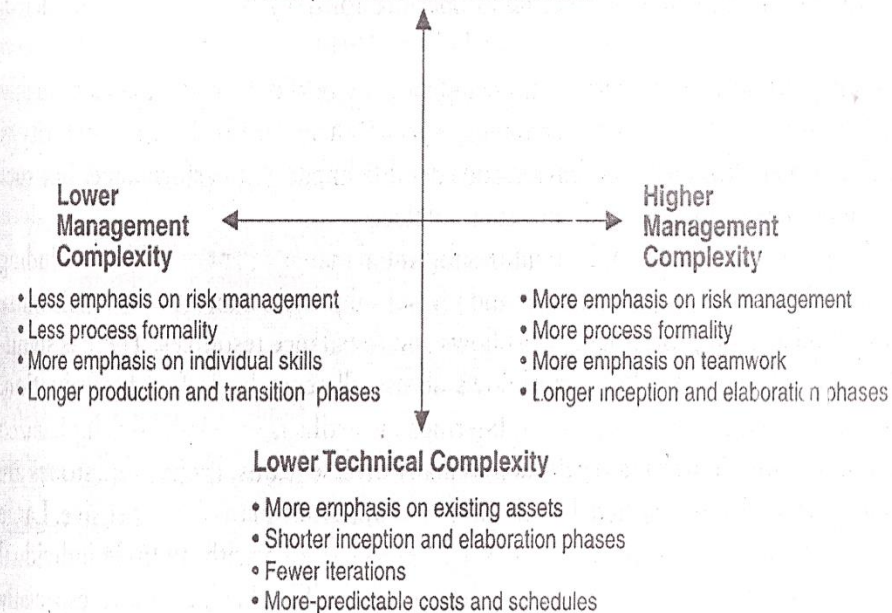 Lower
Management
Complexity
• Less emphasis on risk management
• Less process formality
• More emphasis on individual skills
• Longer production and transition phases
Higher
Management
Complexity
• More emphasis on risk management
• More process formality
• More emphasis on teamwork
• Longer inception and elaboration phases
Lower Technical Complexity
• More emphasis on existing assets
• Shorter inception and elaboration phases
• Fewer iterations
• More-predictable costs and schedules